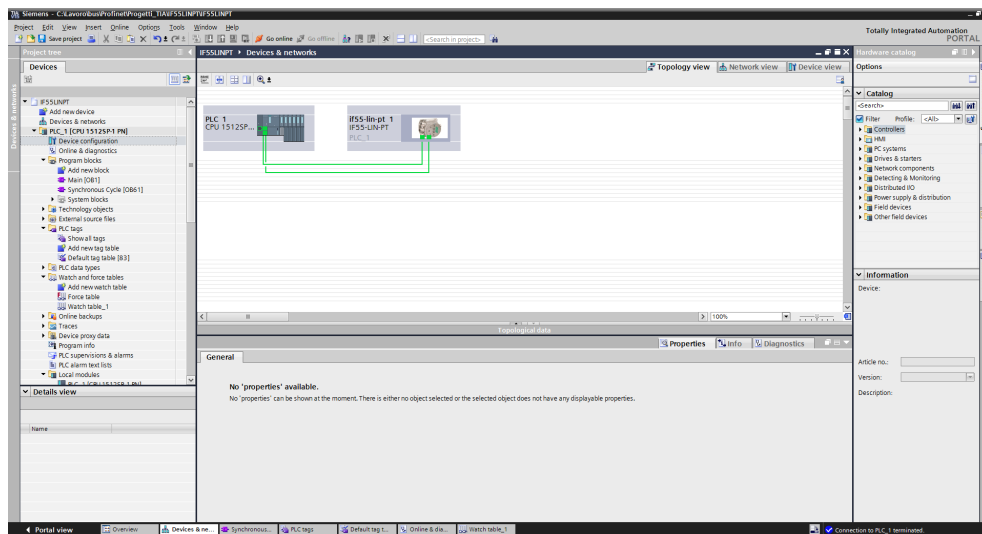 Siemens - C:\Lavoro\bus\Profinet\Progetti_TIA\IF55LINPT\IF55LINPT
Project Edit View Insert Online Options Tools Window Help
Totally Integrated Automation
PORTAL
Save project
Go online
Go offline
<Search in project>
Project tree
IF55LINPT
Devices & networks
Hardware catalog
Devices
Topology view
Network view
Device view
Options
Devices & networks
IF55LINPT
Add new device
Devices & networks
PLC_1 [CPU 1512SP-1 PN]
Device configuration
Online & diagnostics
Program blocks
Add new block
Main [OB1]
Synchronous Cycle [OB61]
System blocks
Technology objects
External source files
PLC tags
Show all tags
Add new tag table
Default tag table [83]
PLC data types
Watch and force tables
Add new watch table
Force table
Watch table_1
Online backups
Traces
Device proxy data
Program info
PLC supervisions & alarms
PLC alarm text lists
Local modules
PLC_1 [CPU 1512SP-1 PN]
PLC_1
CPU 1512SP...
if55-lin-pt_1
IF55-LIN-PT
PLC_1
100%
Topological data
Catalog
<Search>
Filter
Profile:
<All>
Controllers
HMI
PC systems
Drives & starters
Network components
Detecting & Monitoring
Distributed I/O
Power supply & distribution
Field devices
Other field devices
Information
Device:
Article no.:
Version:
Description:
Properties
Info
Diagnostics
General
No 'properties' available.
No 'properties' can be shown at the moment. There is either no object selected or the selected object does not have any displayable properties.
Details view
Name
Portal view
Overview
Devices & ne...
Synchronous...
PLC tags
Default tag t...
Online & dia...
Watch table_1
Connection to PLC_1 terminated.